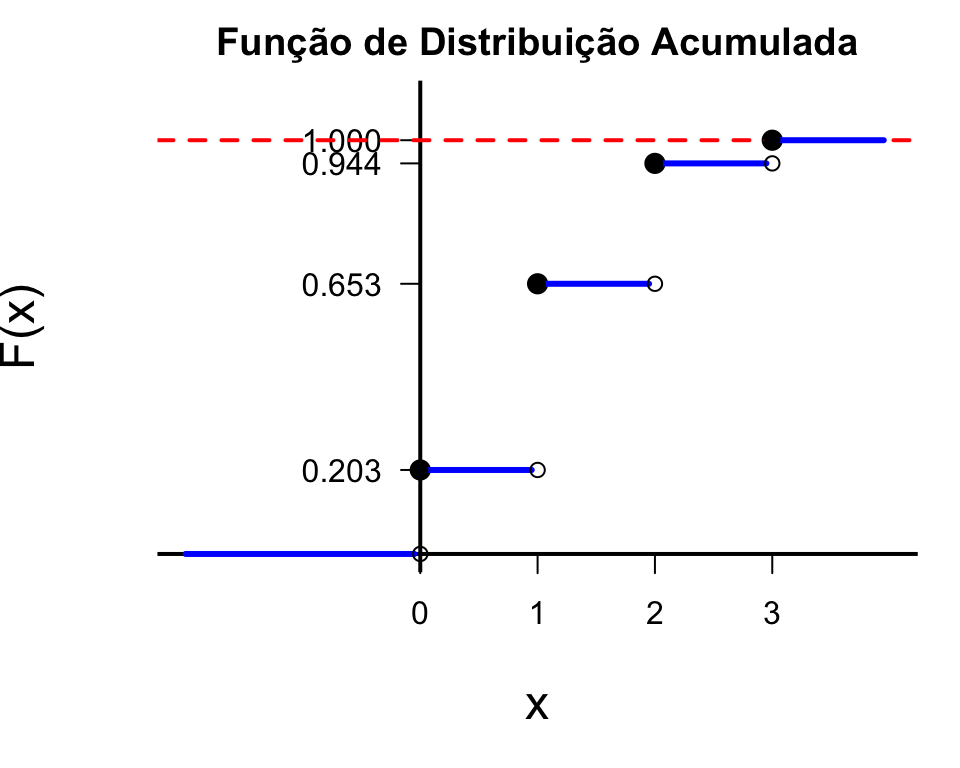 Função de Distribuição Acumulada
F(x)
1.000
0.944
0.653
0.203
0 1 2 3
x